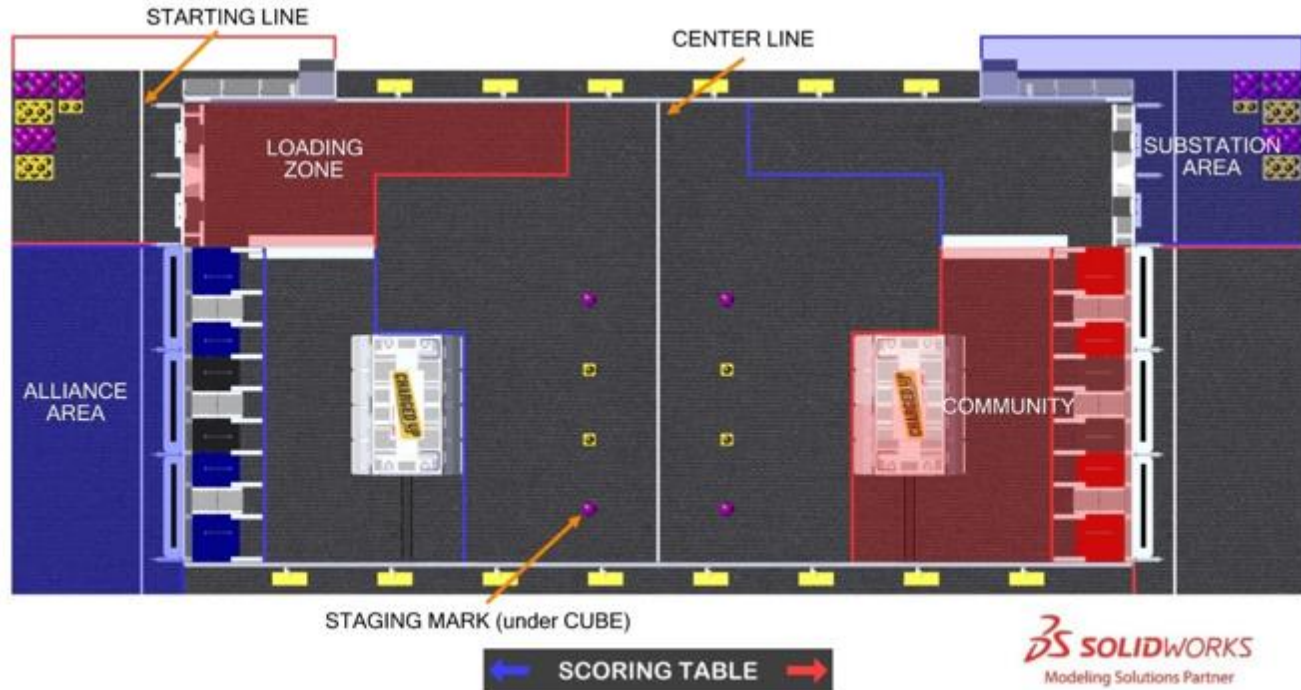 STARTING LINE
CENTER LINE
LOADING
ZONE
SUBSTATION
AREA
ALLIANCE
AREA
CHARGED UP
CHARGED UP
COMMUNITY
STAGING MARK (under CUBE)
SCORING TABLE
SOLIDWORKS
Modeling Solutions Partner